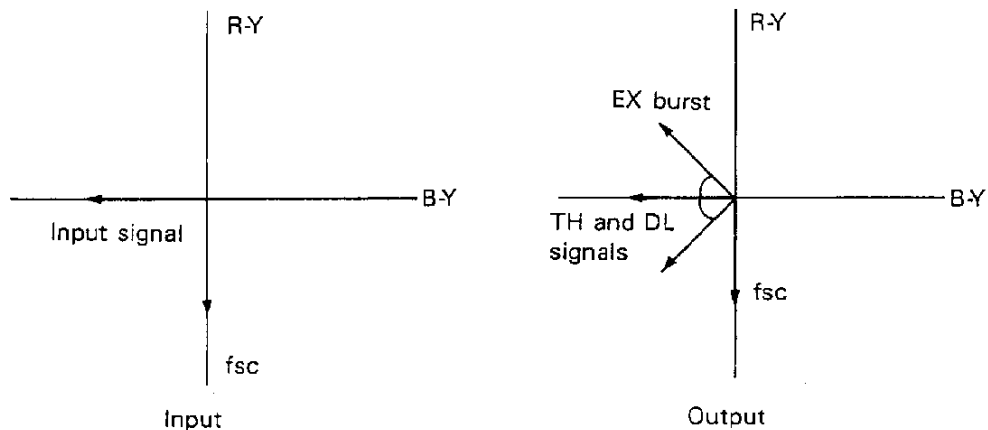 R-Y
B-Y
Input signal
fsc
Input
R-Y
EX burst
B-Y
TH and DL
signals
fsc
Output